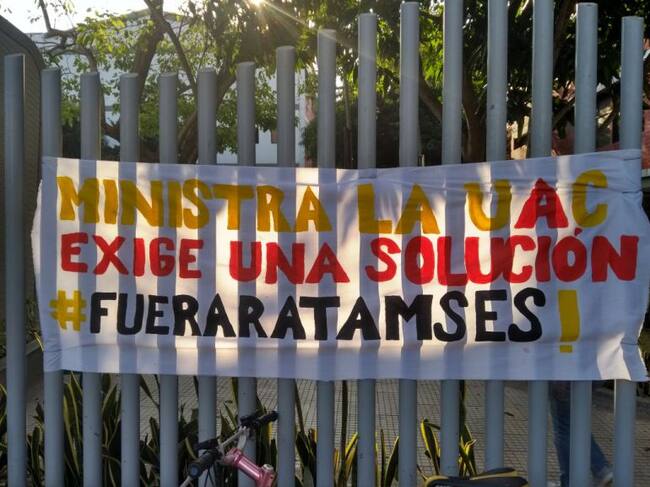 MINISTRA LA UAC
EXIGE UNA SOLUCIÓN
#FUERARATAMSES!